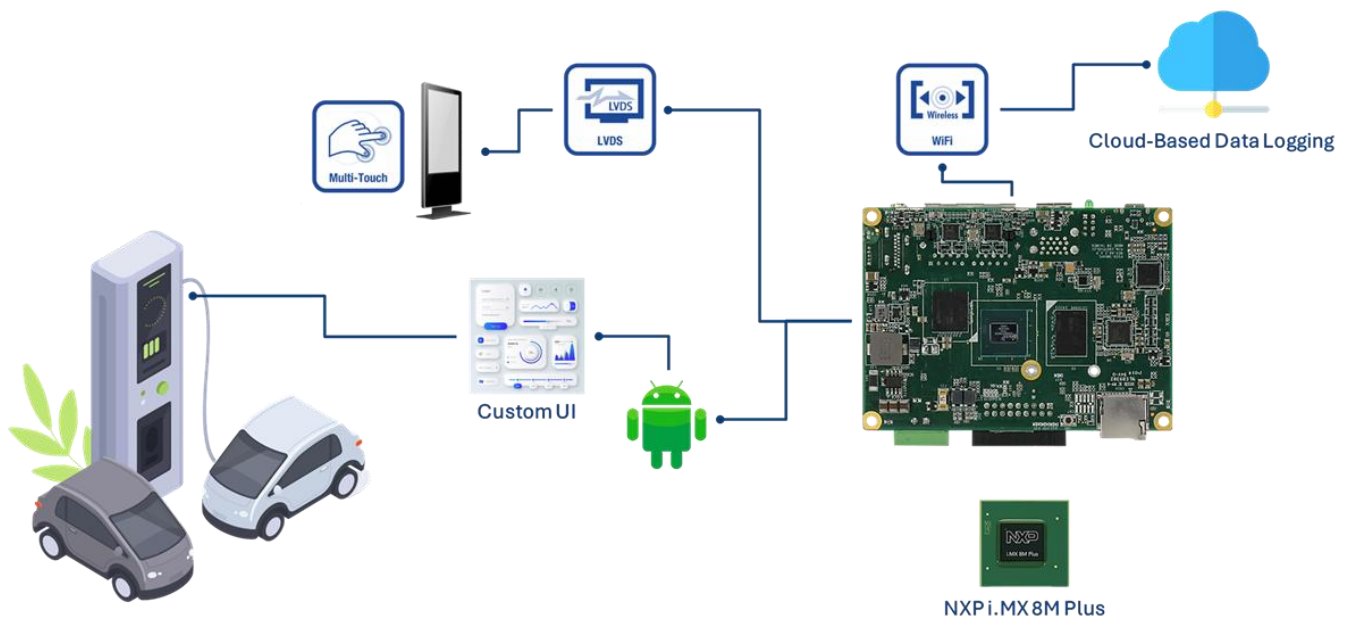 LVDS
LVDS
Multi-Touch
Wireless
WiFi
Cloud-Based Data Logging
Custom UI
NXP
i.MX 8M Plus
NXP i.MX 8M Plus